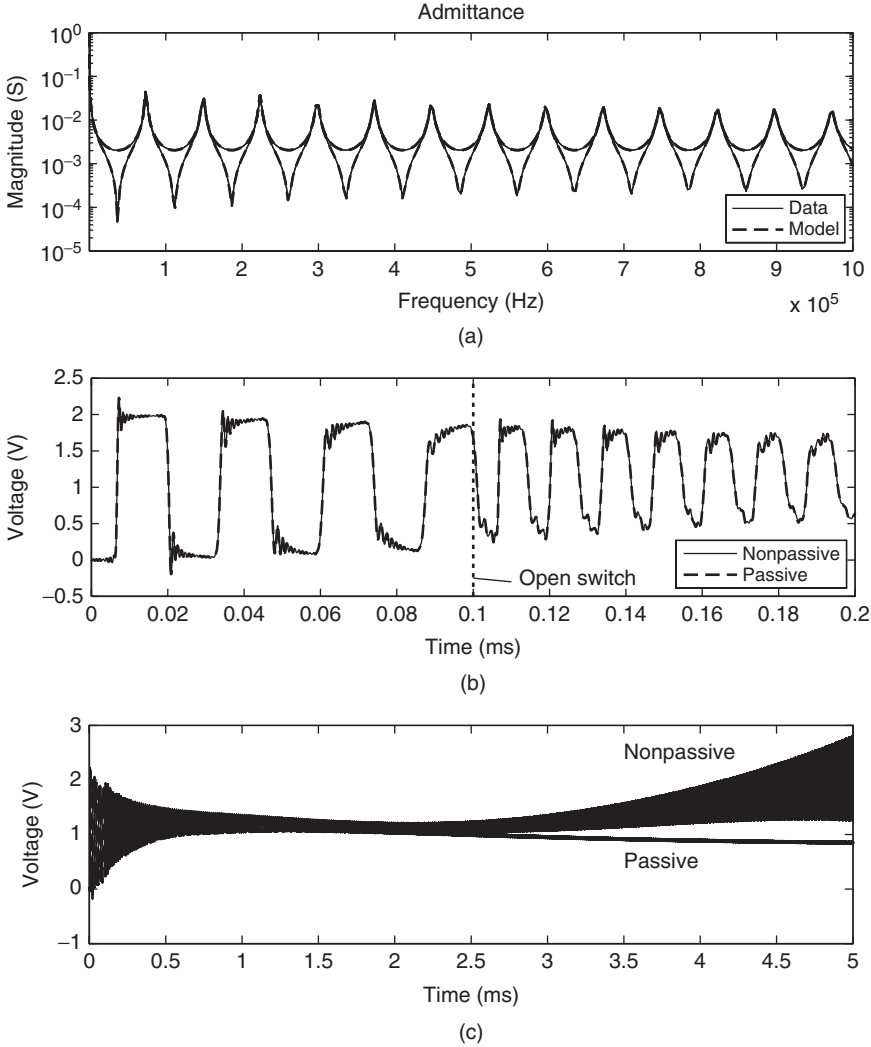 Admittance
10⁰
10⁻¹
10⁻²
10⁻³
10⁻⁴
10⁻⁵
Magnitude (S)
Data
Model
1 2 3 4 5 6 7 8 9 10
Frequency (Hz)
x 10⁵
(a)
2.5
2
1.5
1
0.5
0
−0.5
Voltage (V)
Nonpassive
Passive
Open switch
0 0.02 0.04 0.06 0.08 0.1 0.12 0.14 0.16 0.18 0.2
Time (ms)
(b)
3
2
1
0
−1
Voltage (V)
Nonpassive
Passive
0 0.5 1 1.5 2 2.5 3 3.5 4 4.5 5
Time (ms)
(c)